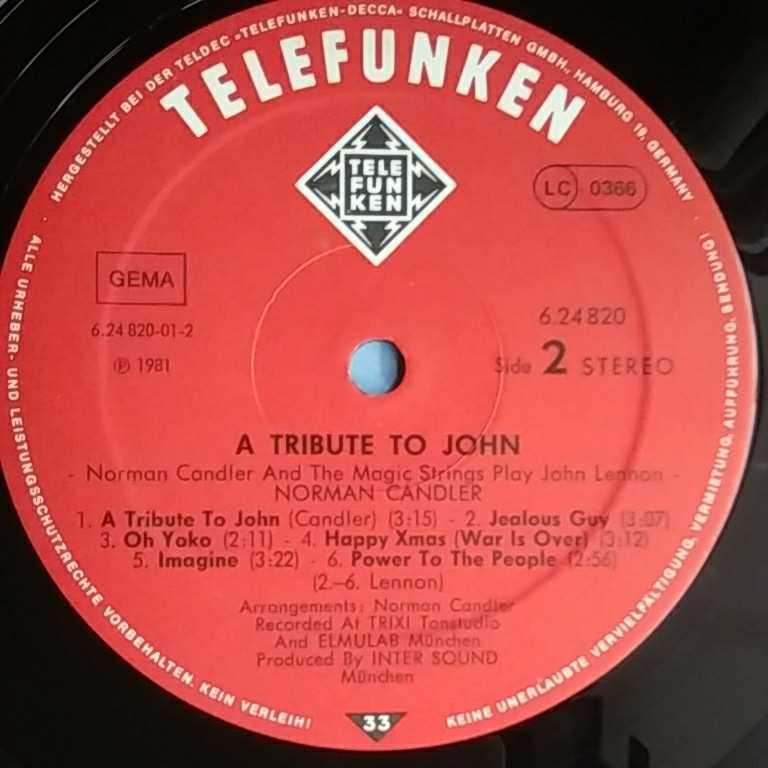 HERGESTELLT BEI DER TELDEC »TELEFUNKEN-DECCA« SCHALLPLATTEN GMBH., HAMBURG 19, GERMANY
TELEFUNKEN
TELE
FUN
KEN
LC 0366
GEMA
6.24 820-01-2
℗ 1981
6.24820
Side 2 STEREO
A TRIBUTE TO JOHN
- Norman Candler And The Magic Strings Play John Lennon -
NORMAN CANDLER
1. A Tribute To John (Candler) (3:15) - 2. Jealous Guy (3:07)
3. Oh Yoko (2:11) - 4. Happy Xmas (War Is Over) (3:12)
5. Imagine (3:22) - 6. Power To The People (2:56)
(2.-6. Lennon)
Arrangements: Norman Candler
Recorded At TRIXI Tonstudio
And ELMULAB München
Produced By INTER SOUND
München
33
ALLE URHEBER- UND LEISTUNGSSCHUTZRECHTE VORBEHALTEN. KEIN VERLEIH!
KEINE UNERLAUBTE VERVIELFÄLTIGUNG, VERMIETUNG, AUFFÜHRUNG, SENDUNG!